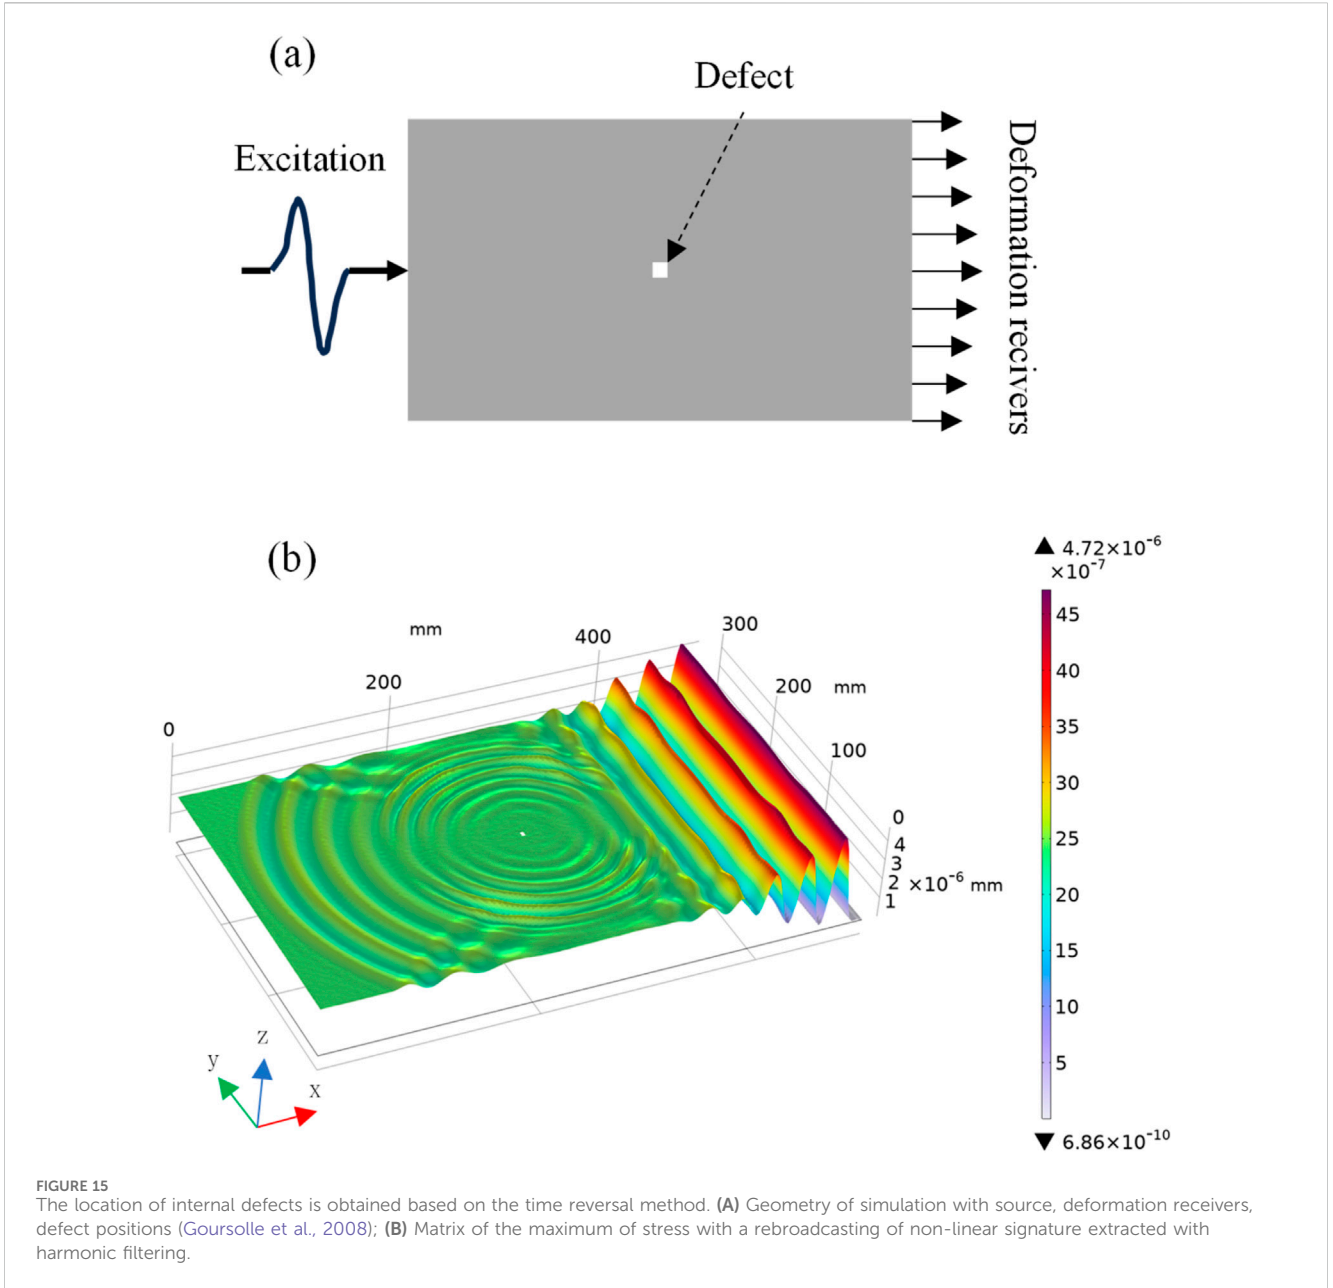 (a)
Defect
Excitation
Deformation recivers
(b)
4.72×10⁻⁶
×10⁻⁷
45
40
35
30
25
20
15
10
5
6.86×10⁻¹⁰
mm
0
200
400
300
200 mm
100
0
4
3
2 ×10⁻⁶ mm
1
z
y
x
FIGURE 15
The location of internal defects is obtained based on the time reversal method. (A) Geometry of simulation with source, deformation receivers,
defect positions (Goursolle et al., 2008); (B) Matrix of the maximum of stress with a rebroadcasting of non-linear signature extracted with
harmonic filtering.